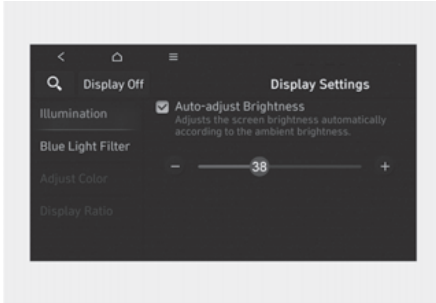 Display Off
Display Settings
Illumination
Auto-adjust Brightness
Adjusts the screen brightness automatically
according to the ambient brightness.
Blue Light Filter
38
Adjust Color
Display Ratio